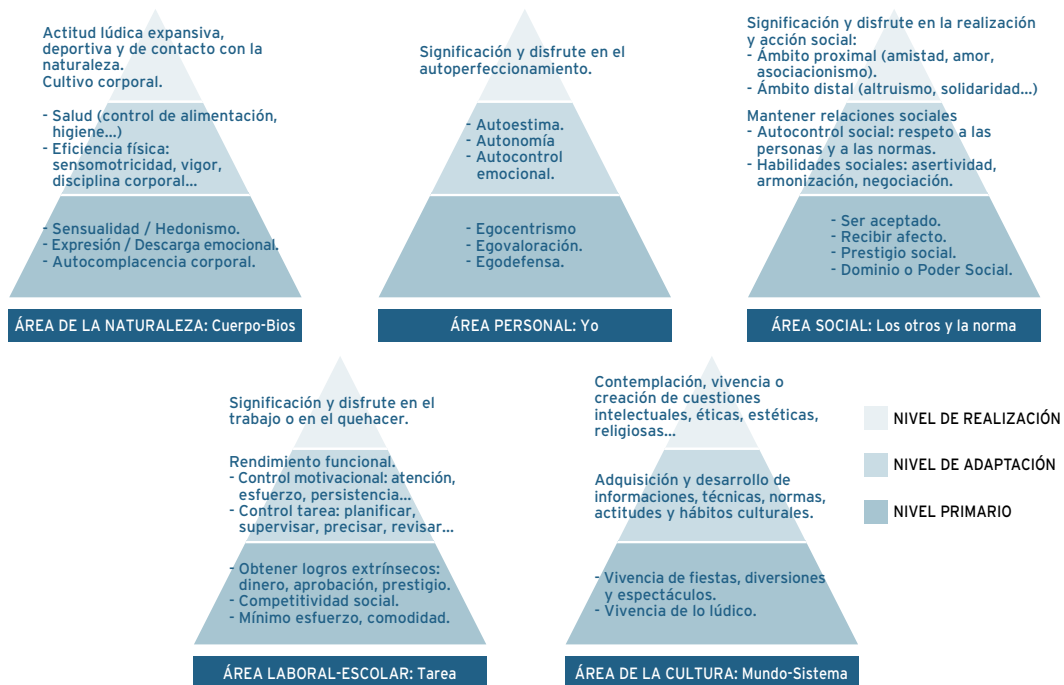 Actitud lúdica expansiva,
deportiva y de contacto con la
naturaleza.
Cultivo corporal.
- Salud (control de alimentación,
higiene...)
- Eficiencia física:
sensomotricidad, vigor,
disciplina corporal...
- Sensualidad / Hedonismo.
- Expresión / Descarga emocional.
- Autocomplacencia corporal.
ÁREA DE LA NATURALEZA: Cuerpo-Bios
Significación y disfrute en el
autoperfeccionamiento.
- Autoestima.
- Autonomía
- Autocontrol
emocional.
- Egocentrismo
- Egovaloración.
- Egodefensa.
ÁREA PERSONAL: Yo
Significación y disfrute en la realización
y acción social:
- Ámbito proximal (amistad, amor,
asociacionismo).
- Ámbito distal (altruismo, solidaridad...)
Mantener relaciones sociales
- Autocontrol social: respeto a las
personas y a las normas.
- Habilidades sociales: asertividad,
armonización, negociación.
- Ser aceptado.
- Recibir afecto.
- Prestigio social.
- Dominio o Poder Social.
ÁREA SOCIAL: Los otros y la norma
Significación y disfrute en el
trabajo o en el quehacer.
Rendimiento funcional.
- Control motivacional: atención,
esfuerzo, persistencia...
- Control tarea: planificar,
supervisar, precisar, revisar...
- Obtener logros extrínsecos:
dinero, aprobación, prestigio.
- Competitividad social.
- Mínimo esfuerzo, comodidad.
ÁREA LABORAL-ESCOLAR: Tarea
Contemplación, vivencia o
creación de cuestiones
intelectuales, éticas, estéticas,
religiosas...
Adquisición y desarrollo de
informaciones, técnicas, normas,
actitudes y hábitos culturales.
- Vivencia de fiestas, diversiones
y espectáculos.
- Vivencia de lo lúdico.
ÁREA DE LA CULTURA: Mundo-Sistema
NIVEL DE REALIZACIÓN
NIVEL DE ADAPTACIÓN
NIVEL PRIMARIO